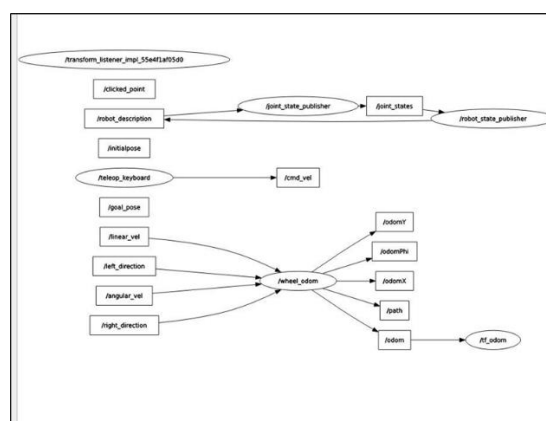 /transform_listener_impl_55e4f1af05d0
/clicked_point
/joint_state_publisher
/joint_states
/robot_description
/robot_state_publisher
/initialpose
/teleop_keyboard
/cmd_vel
/goal_pose
/odomY
/linear_vel
/odomPhi
/left_direction
/wheel_odom
/odomX
/angular_vel
/path
/right_direction
/odom
/tf_odom